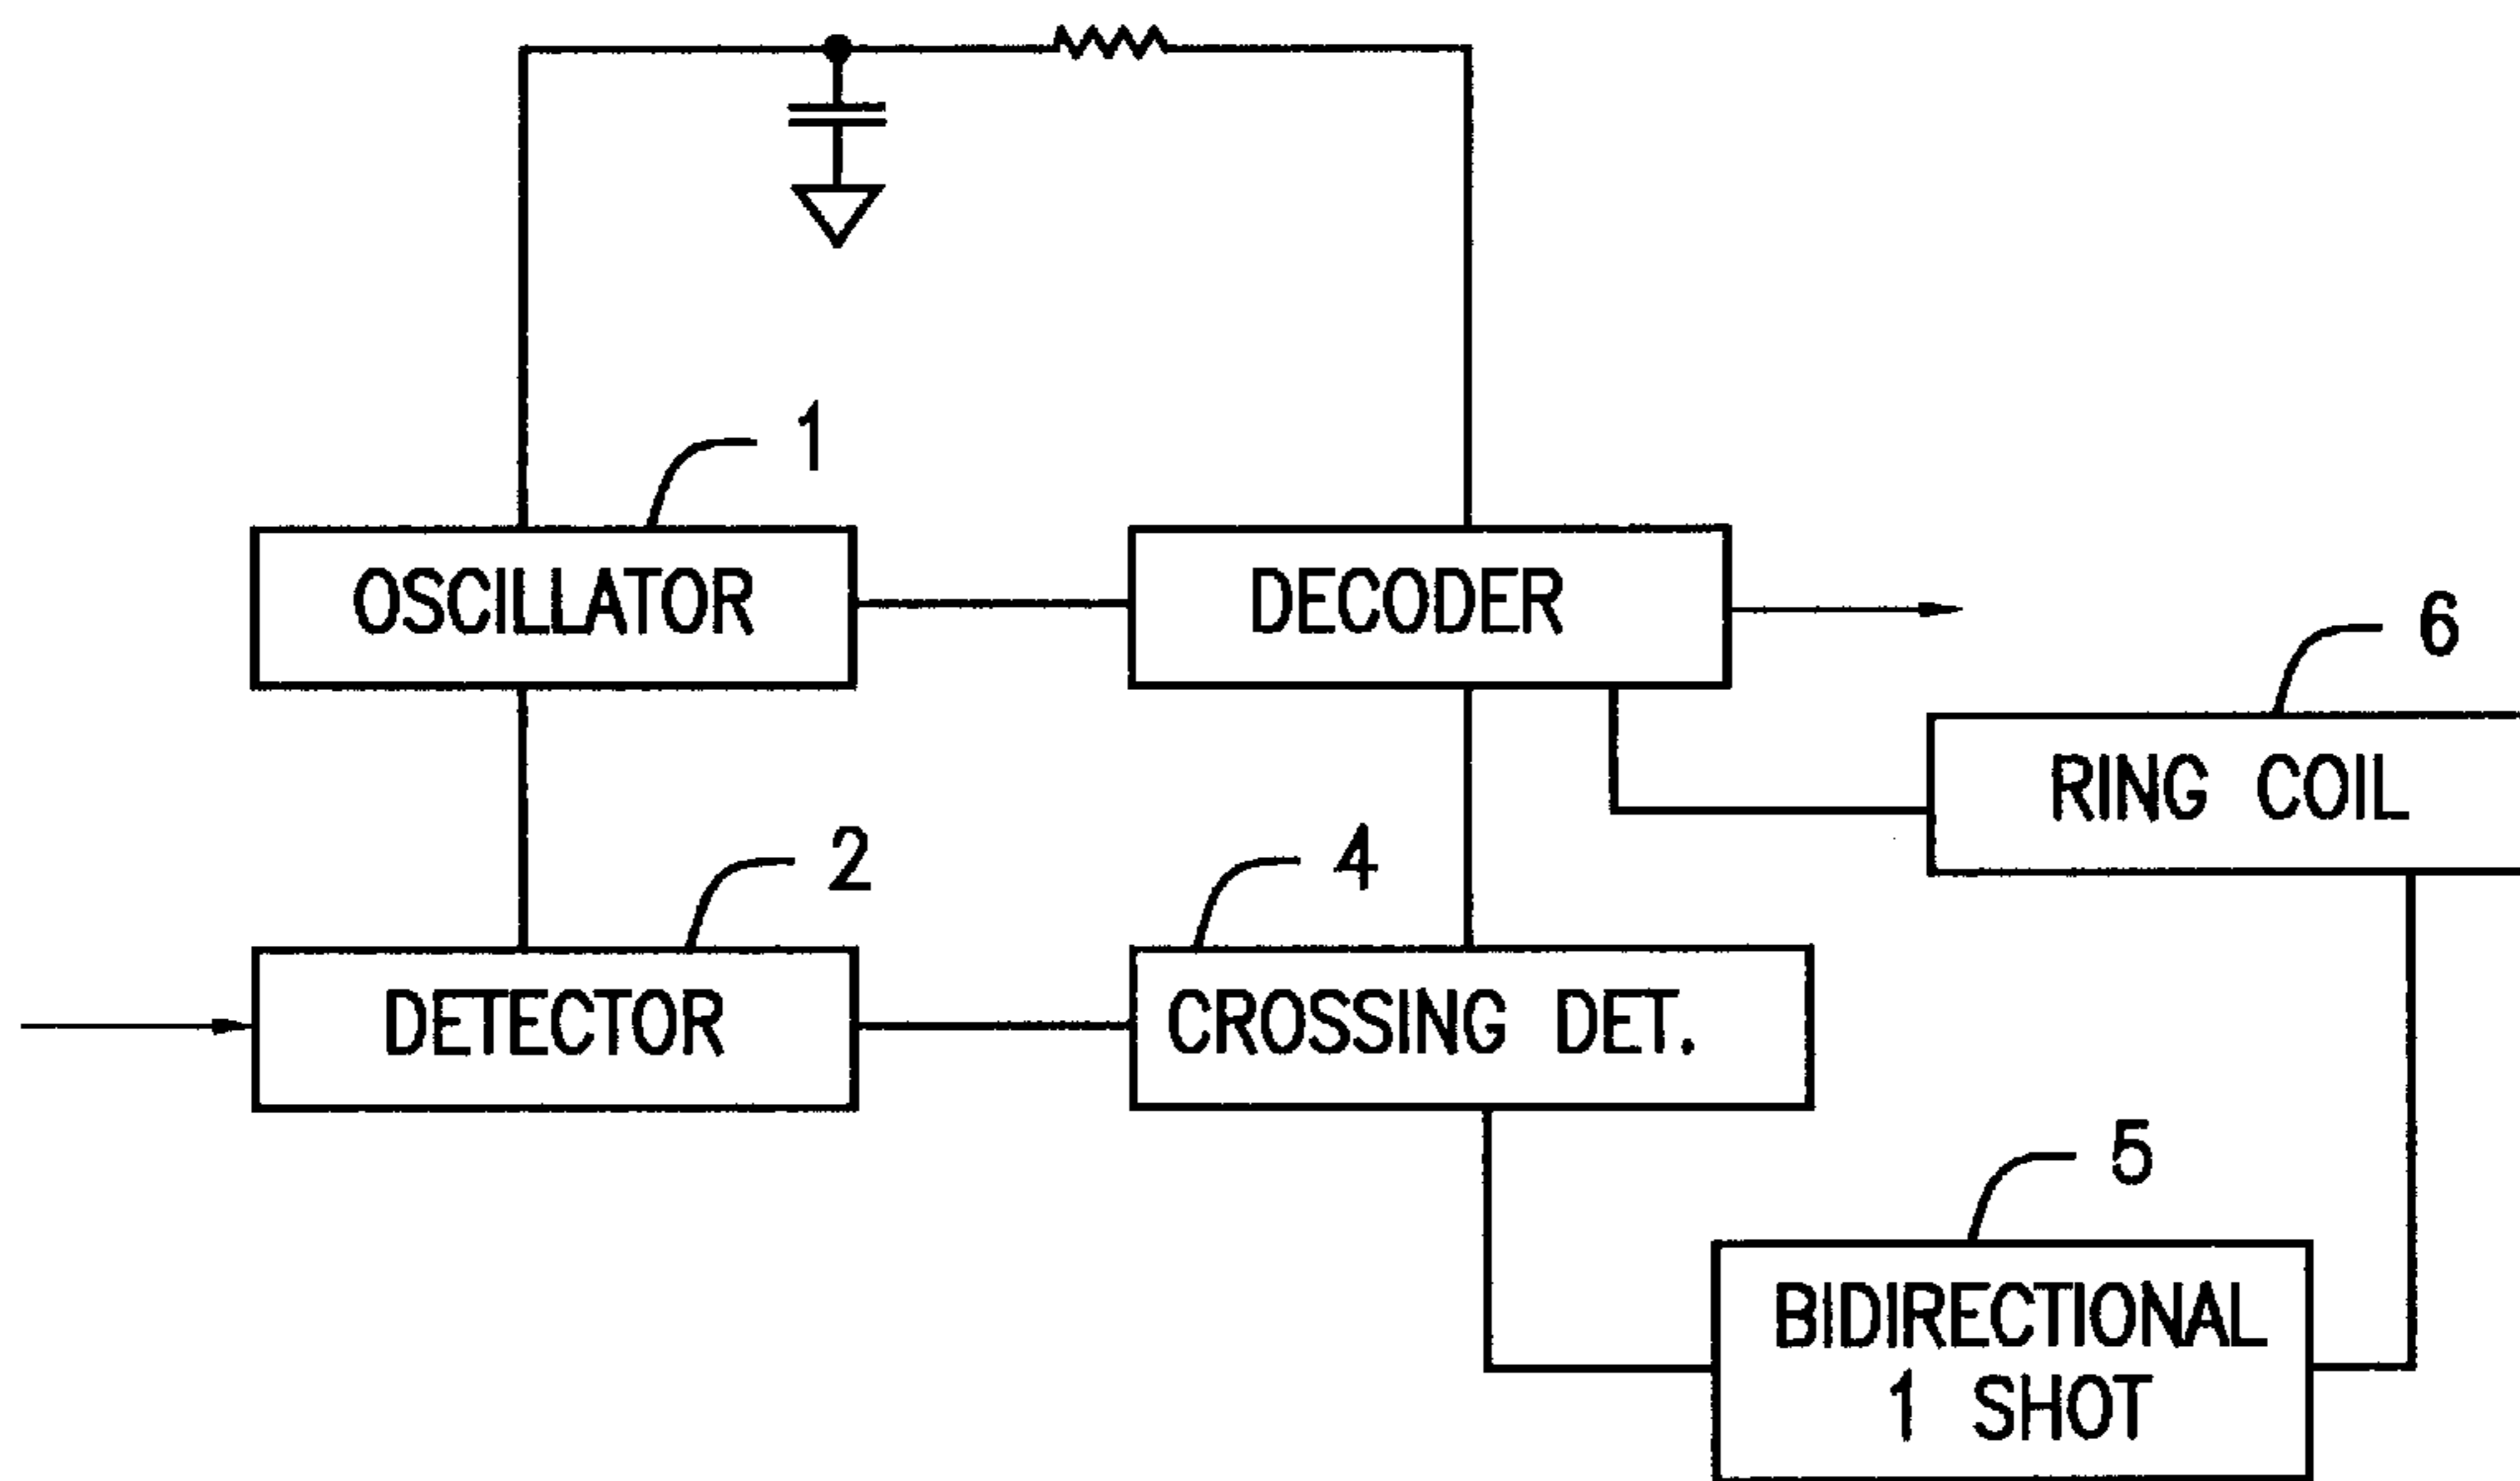 1
OSCILLATOR
DECODER
6
RING COIL
2
4
DETECTOR
CROSSING DET.
5
BIDIRECTIONAL
1 SHOT